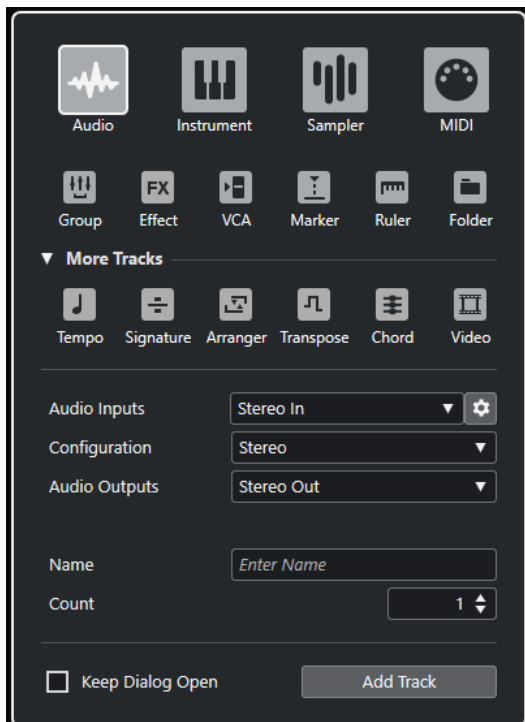 Audio Instrument Sampler MIDI
FX
Group Effect VCA Marker Ruler Folder
▼ More Tracks
Tempo Signature Arranger Transpose Chord Video
Audio Inputs Stereo In
Configuration Stereo
Audio Outputs Stereo Out
Name Enter Name
Count 1
Keep Dialog Open Add Track